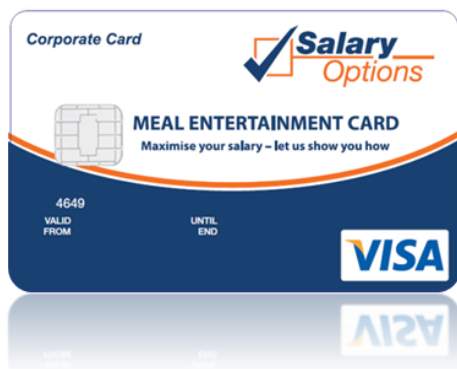 Corporate Card
Salary
Options
MEAL ENTERTAINMENT CARD
Maximise your salary – let us show you how
4649
VALID
FROM
UNTIL
END
VISA